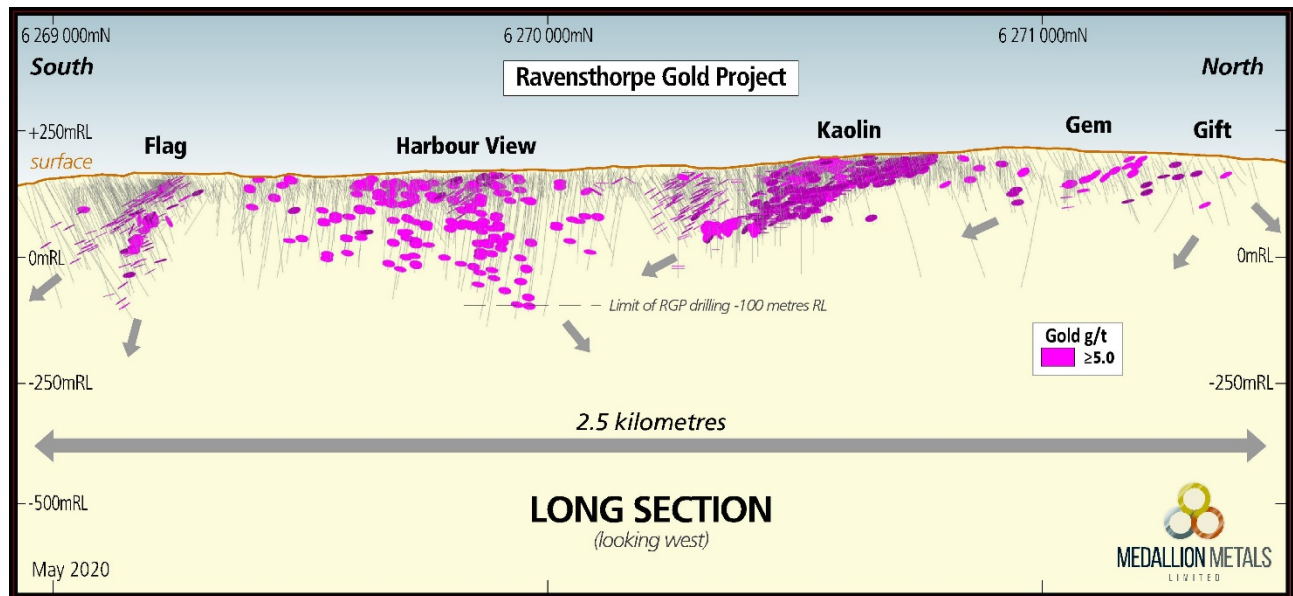 6 269 000mN
6 270 000mN
6 271 000mN
South
Ravensthorpe Gold Project
North
+250mRL
surface
Flag
Harbour View
Kaolin
Gem
Gift
0mRL
0mRL
Limit of RGP drilling -100 metres RL
Gold g/t
≥5.0
-250mRL
-250mRL
2.5 kilometres
-500mRL
LONG SECTION
(looking west)
May 2020
MEDALLION METALS
LIMITED